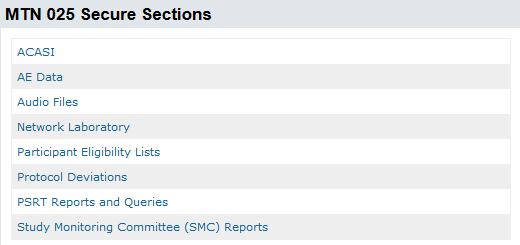 MTN 025 Secure Sections
ACASI
AE Data
Audio Files
Network Laboratory
Participant Eligibility Lists
Protocol Deviations
PSRT Reports and Queries
Study Monitoring Committee (SMC) Reports